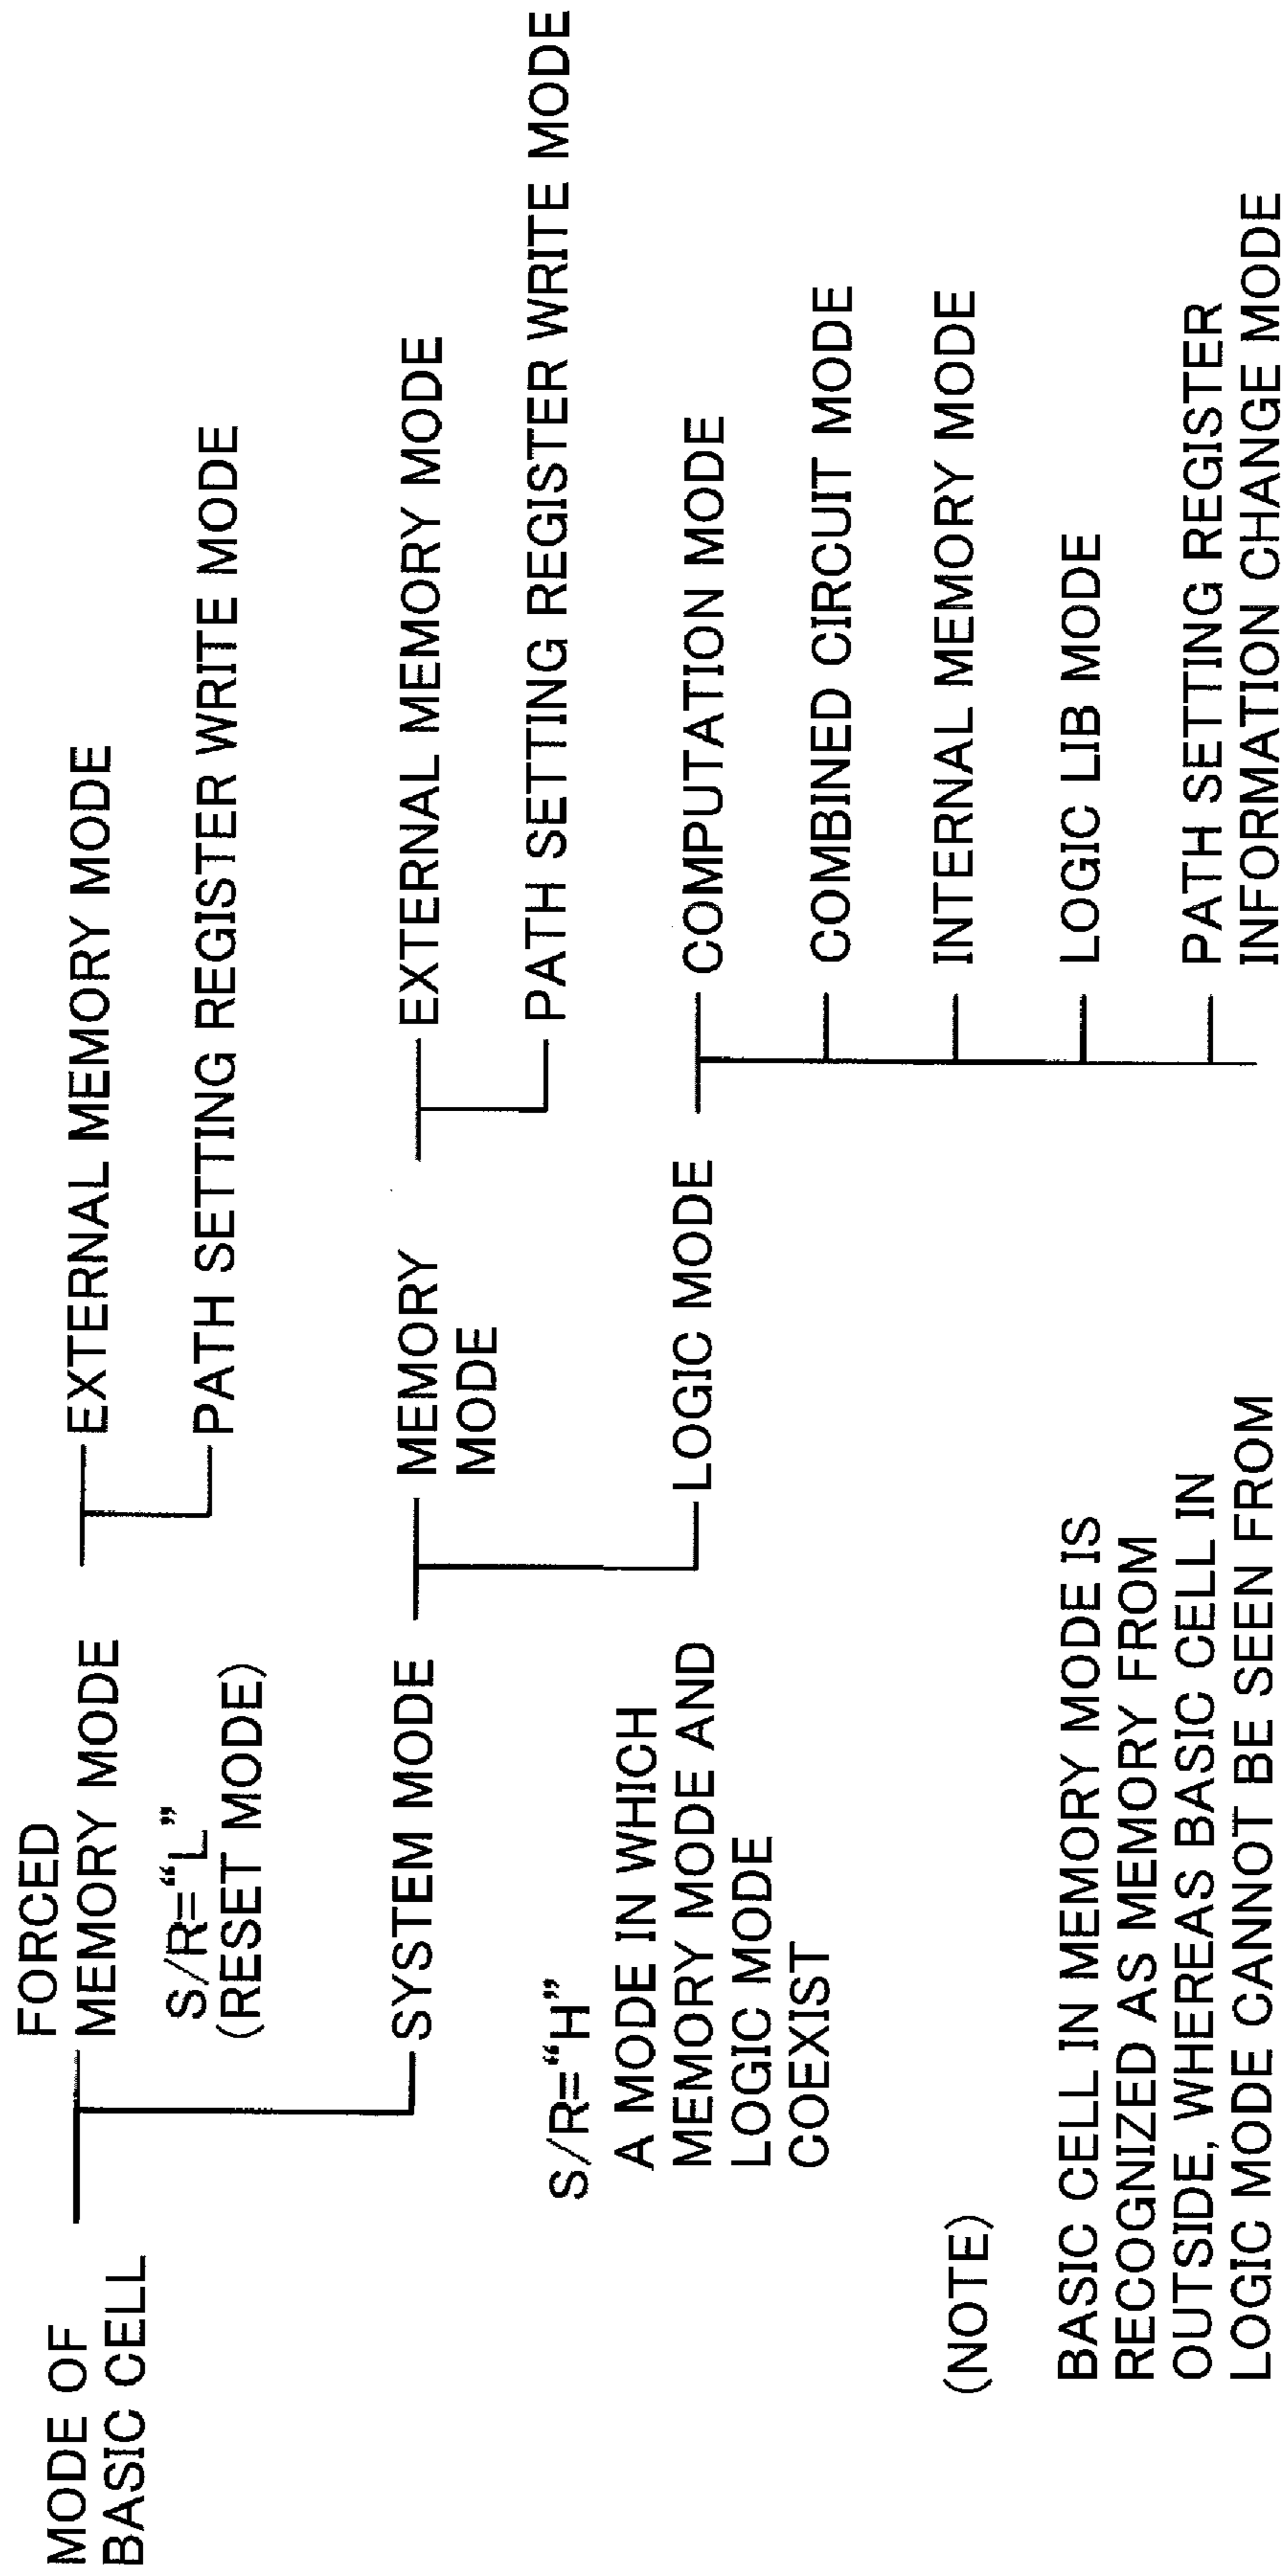 MODE OF
BASIC CELL
FORCED
MEMORY MODE
S/R="L"
(RESET MODE)
EXTERNAL MEMORY MODE
PATH SETTING REGISTER WRITE MODE
SYSTEM MODE
S/R="H"
A MODE IN WHICH
MEMORY MODE AND
LOGIC MODE
COEXIST
MEMORY
MODE
EXTERNAL MEMORY MODE
PATH SETTING REGISTER WRITE MODE
LOGIC MODE
COMPUTATION MODE
COMBINED CIRCUIT MODE
INTERNAL MEMORY MODE
LOGIC LIB MODE
PATH SETTING REGISTER
INFORMATION CHANGE MODE
(NOTE)
BASIC CELL IN MEMORY MODE IS
RECOGNIZED AS MEMORY FROM
OUTSIDE, WHEREAS BASIC CELL IN
LOGIC MODE CANNOT BE SEEN FROM